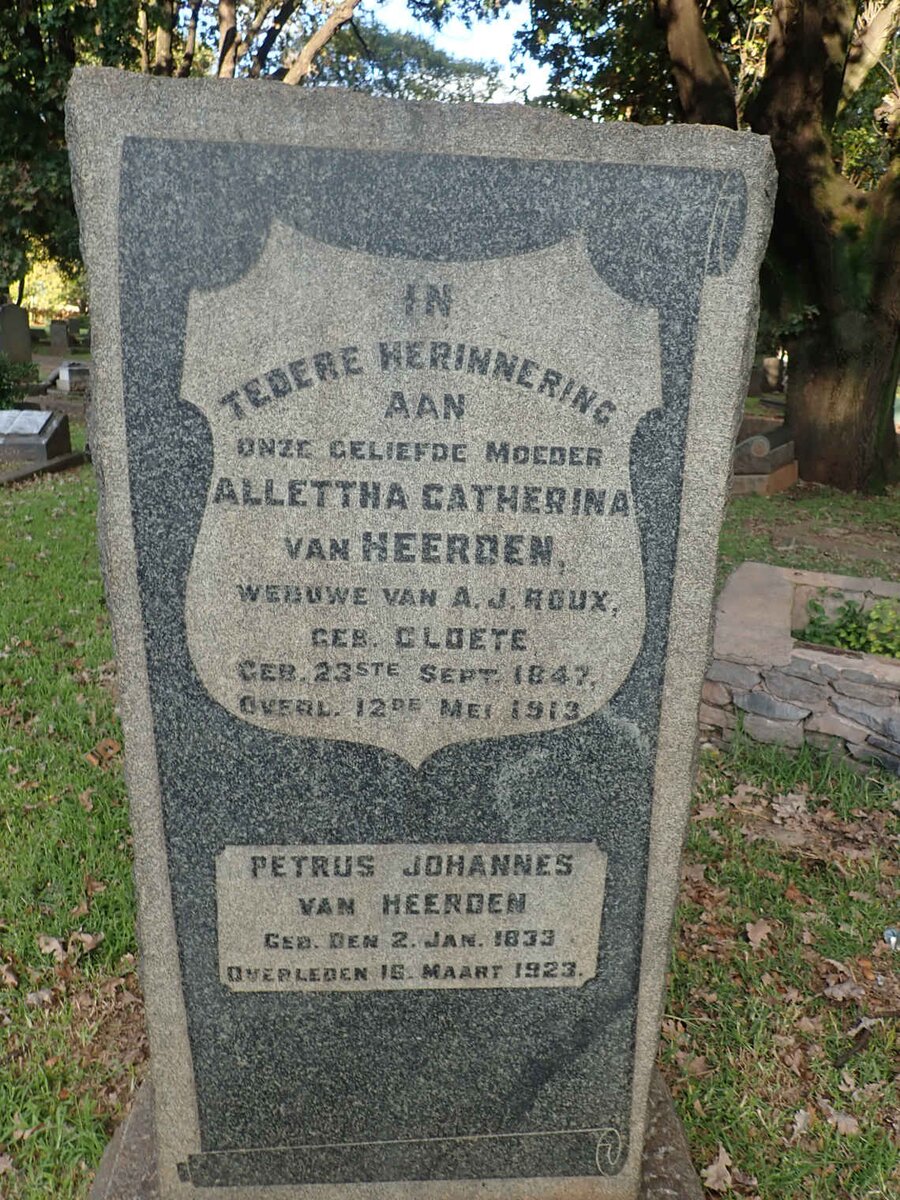 IN
TEDERE HERINNERING
AAN
ONZE GELIEFDE MOEDER
ALLETTHA CATHERINA
VAN HEERDEN,
WEDUWE VAN A. J. ROUX,
GEB. CLOETE
GEB. 23STE SEPT. 1847,
OVERL. 12DE MEI 1913
PETRUS JOHANNES
VAN HEERDEN
GEB. DEN 2. JAN. 1833
OVERLEDEN 16. MAART 1923.